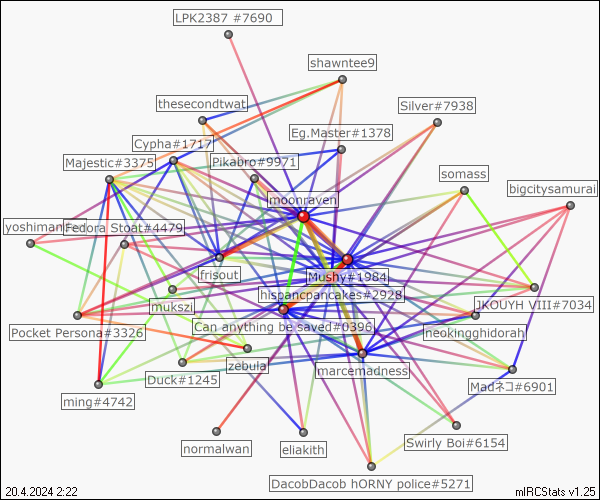 LPK2387 #7690
shawntee9
thesecondtwat
Silver#7938
Eg.Master#1378
Cypha#1717
Majestic#3375
Pikabro#9971
somass
bigcitysamurai
moonraven
Fedora Stoat#4479
frisout
Mushy#1984
hispancpancakes#2928
mukszi
JKOUYH VIII#7034
Pocket Persona#3326
Can anything be saved#0396
neokinghidorah
zebula
marcemadness
Duck#1245
Madネコ#6901
ming#4742
Swirly Boi#6154
normalwan
eliakith
DacobDacob hORNY police#5271
20.4.2024 2:22
mIRCStats v1.25